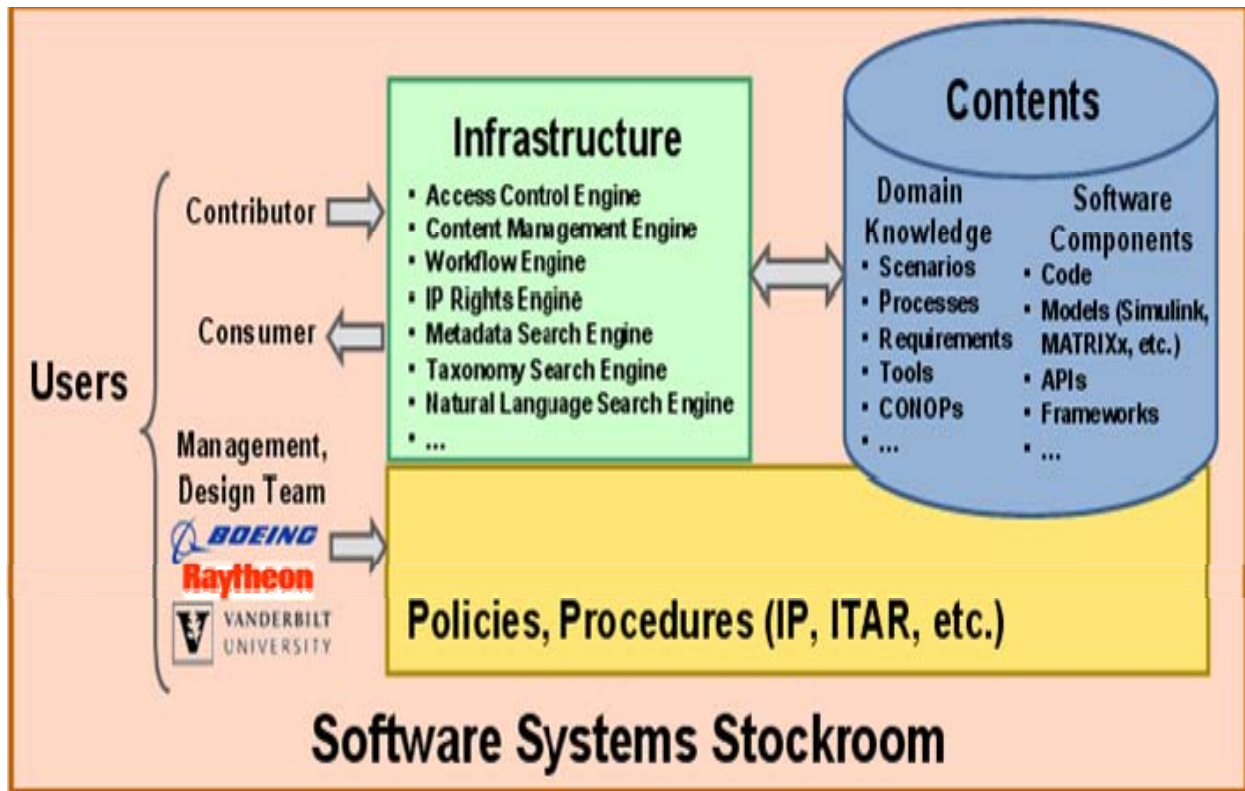 Users
Contributor
Consumer
Management,
Design Team
BOEING
Raytheon
V
VANDERBILT
UNIVERSITY
Infrastructure
▪ Access Control Engine
▪ Content Management Engine
▪ Workflow Engine
▪ IP Rights Engine
▪ Metadata Search Engine
▪ Taxonomy Search Engine
▪ Natural Language Search Engine
▪ ...
Contents
Domain
Knowledge
▪ Scenarios
▪ Processes
▪ Requirements
▪ Tools
▪ CONOPs
▪ ...
Software
Components
▪ Code
▪ Models (Simulink,
MATRIXx, etc.)
▪ APIs
▪ Frameworks
▪ ...
Policies, Procedures (IP, ITAR, etc.)
Software Systems Stockroom